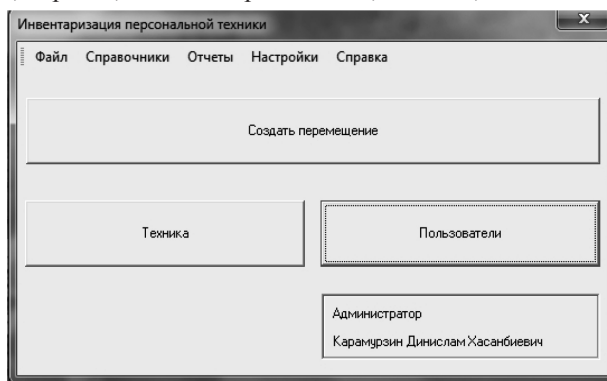 Инвентаризация персональной техники
Файл Справочники Отчеты Настройки Справка
Создать перемещение
Техника Пользователи
Администратор
Карамурзин Динислам Хасанбиевич